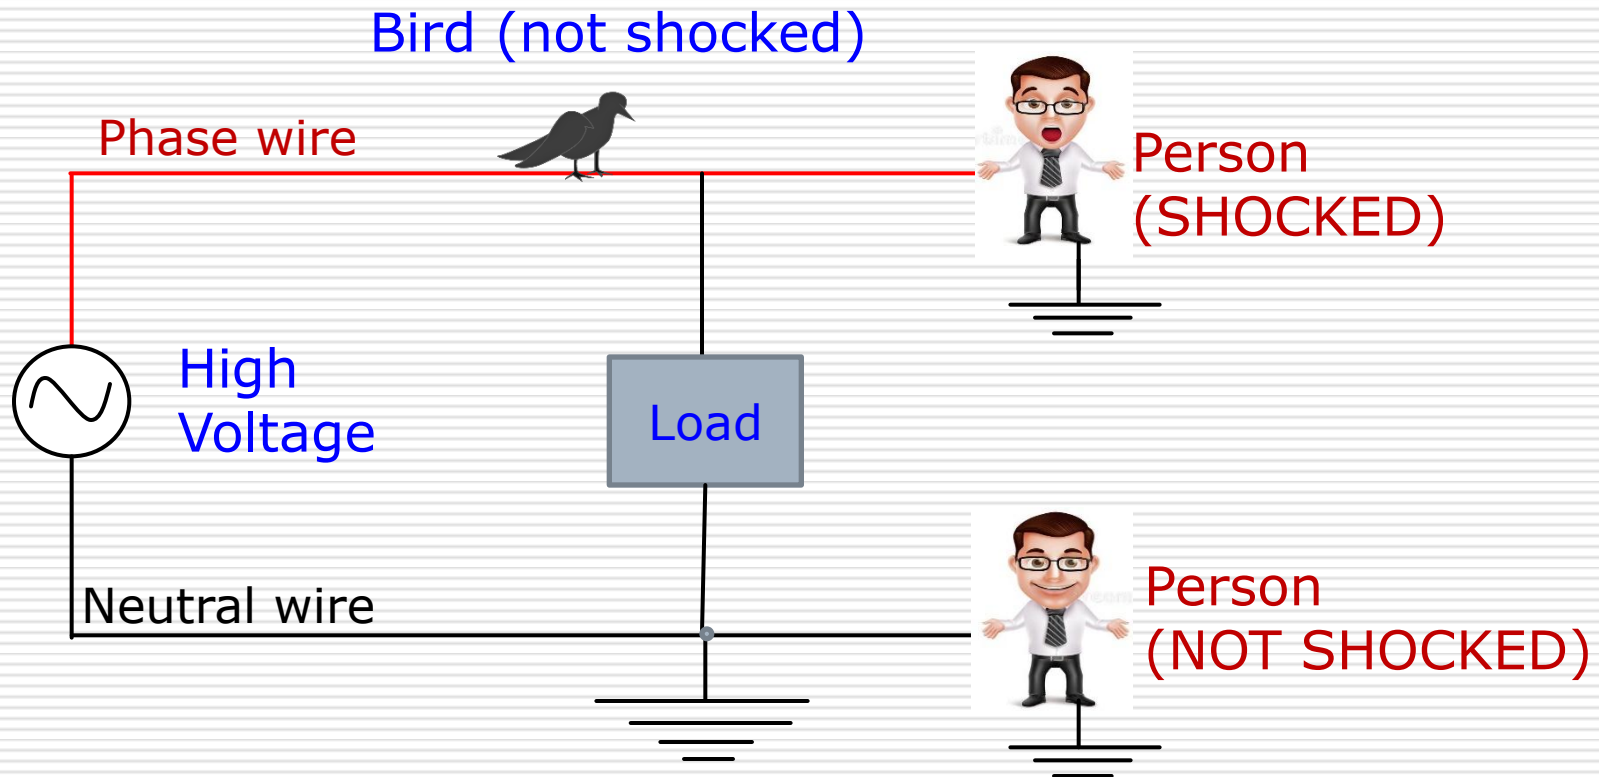 Bird (not shocked)
Phase wire
Person
(SHOCKED)
High
Voltage
Load
Neutral wire
Person
(NOT SHOCKED)